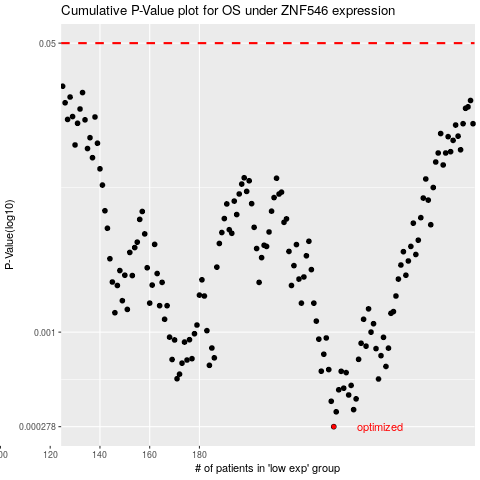 Cumulative P-Value plot for OS under ZNF546 expression
0.05
P-Value(log10)
0.001
0.000278
optimized
00 120 140 160 180
# of patients in 'low exp' group